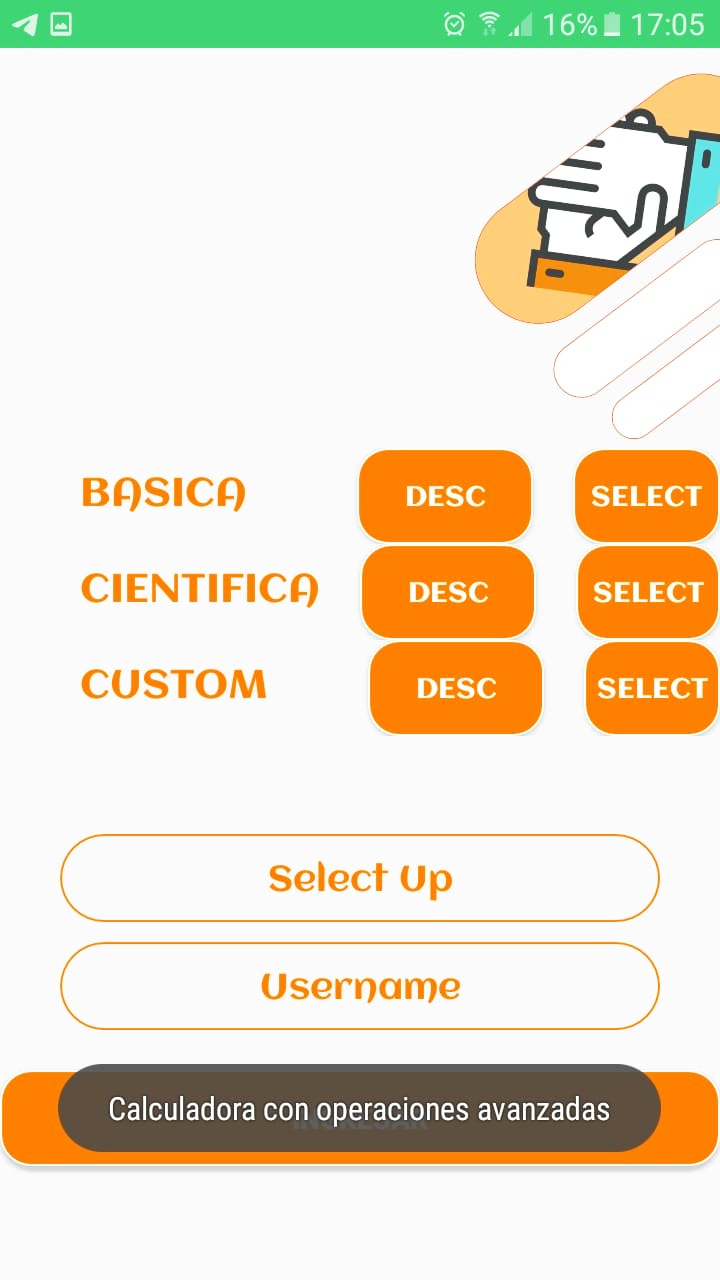 16% 17:05
BASICA DESC SELECT
CIENTIFICA DESC SELECT
CUSTOM DESC SELECT
Select Up
Username
Calculadora con operaciones avanzadas